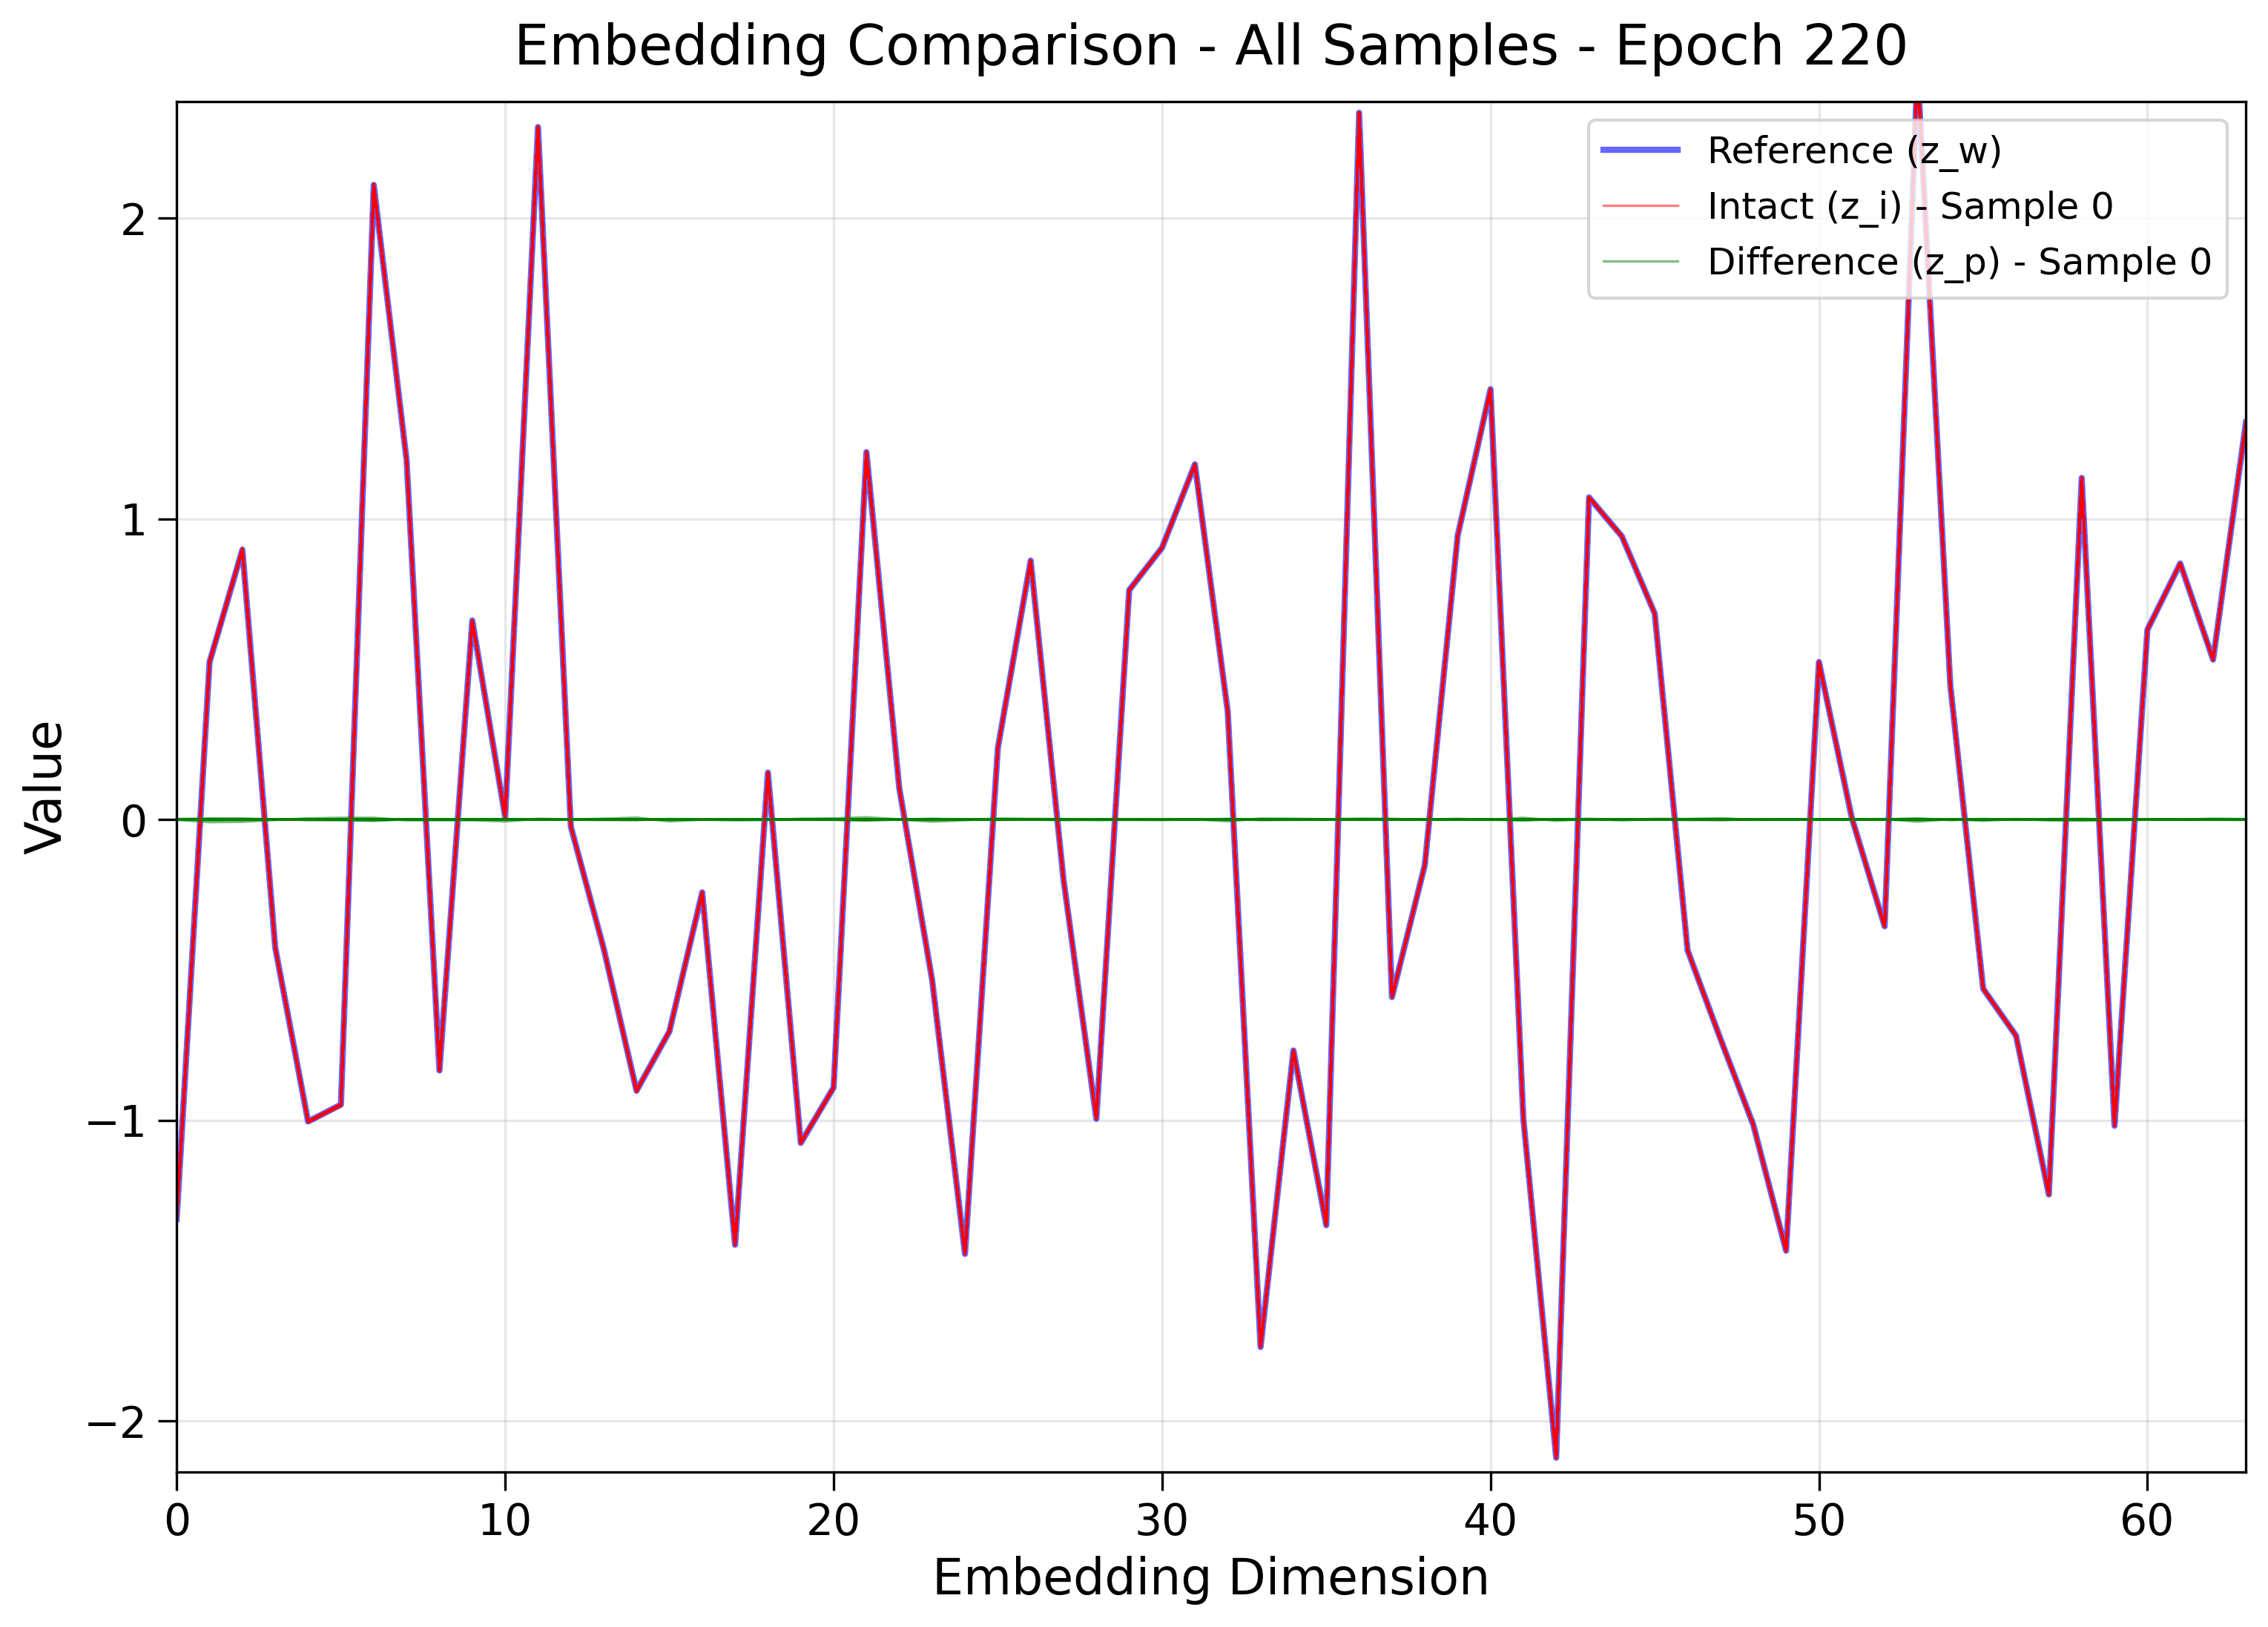 Embedding Comparison - All Samples - Epoch 220
Reference (z_w)
Intact (z_i) - Sample 0
Difference (z_p) - Sample 0
Value
2
1
0
−1
−2
0 10 20 30 40 50 60
Embedding Dimension